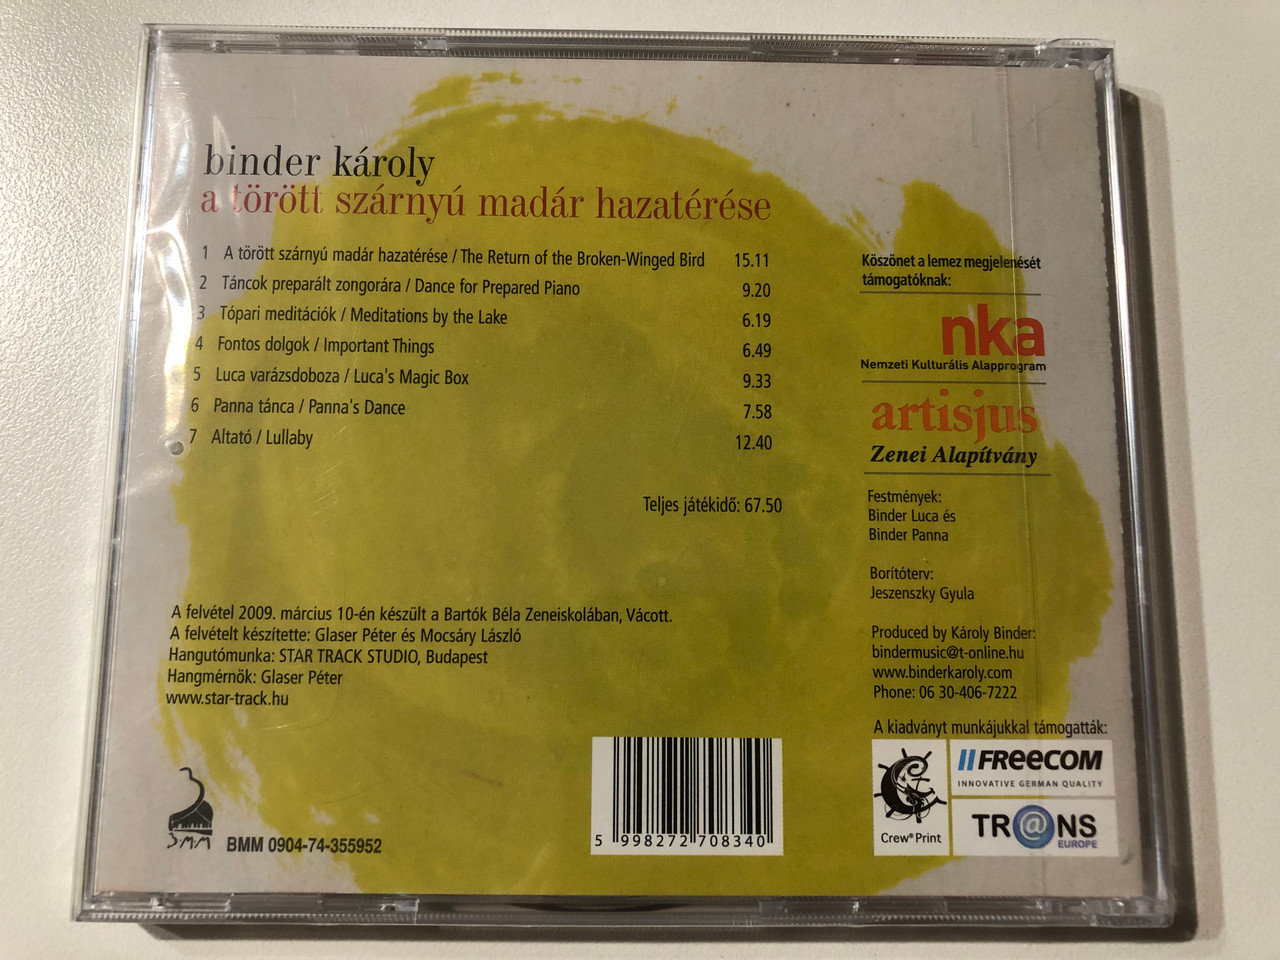 binder károly
a törött szárnyú madár hazatérése
1 A törött szárnyú madár hazatérése / The Return of the Broken-Winged Bird 15.11
2 Táncok preparált zongorára / Dance for Prepared Piano 9.20
3 Tópari meditációk / Meditations by the Lake 6.19
4 Fontos dolgok / Important Things 6.49
5 Luca varázsdoboza / Luca's Magic Box 9.33
6 Panna tánca / Panna's Dance 7.58
7 Altató / Lullaby 12.40
Teljes játékidő: 67.50
A felvétel 2009. március 10-én készült a Bartók Béla Zeneiskolában, Vácott.
A felvételt készítette: Glaser Péter és Mocsáry László
Hangutómunka: STAR TRACK STUDIO, Budapest
Hangmérnök: Glaser Péter
www.star-track.hu
BMM
BMM 0904-74-355952
5 998272 708340
Köszönet a lemez megjelenését
támogatóknak:
nka
Nemzeti Kulturális Alapprogram
artisjus
Zenei Alapítvány
Festmények:
Binder Luca és
Binder Panna
Borítóterv:
Jeszenszky Gyula
Produced by Károly Binder:
bindermusic@t-online.hu
www.binderkaroly.com
Phone: 06 30-406-7222
A kiadványt munkájukkal támogatták:
Crew®Print
FREECOM
INNOVATIVE GERMAN QUALITY
TR@NS
EUROPE